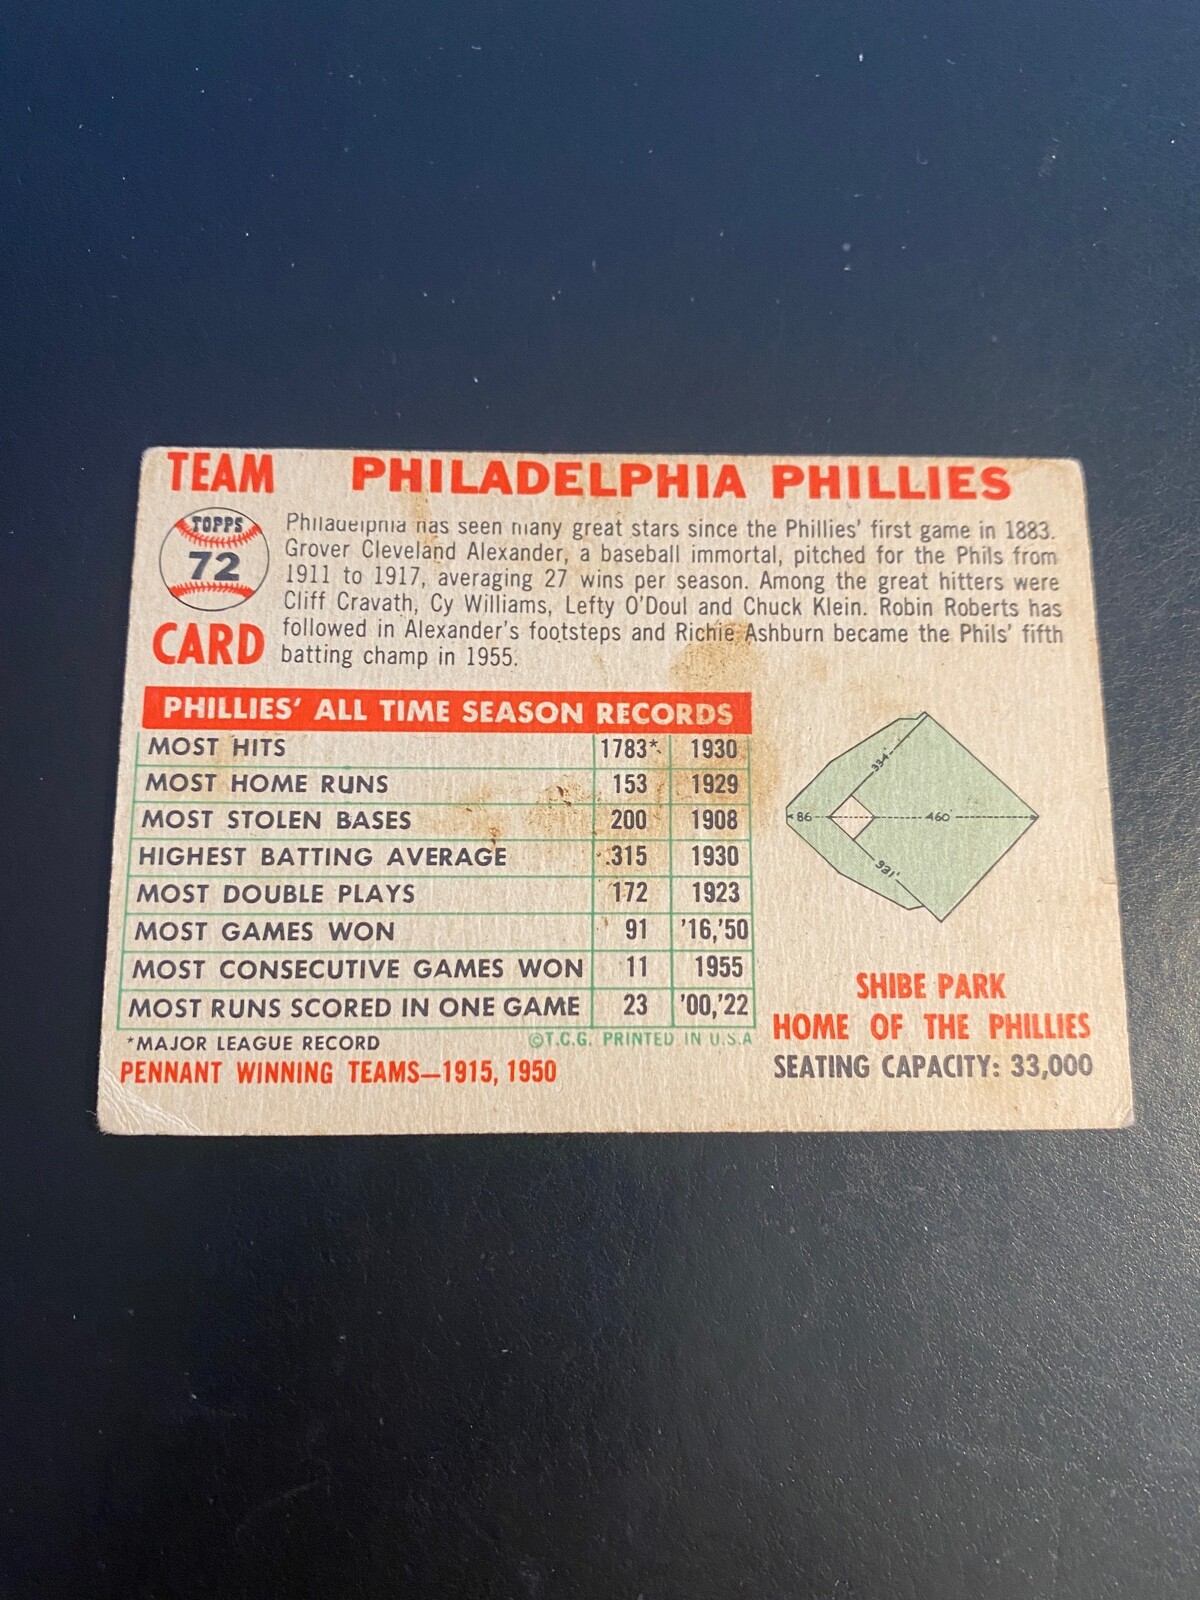 TEAM PHILADELPHIA PHILLIES
TOPPS
72
CARD
Philadelphia has seen many great stars since the Phillies' first game in 1883.
Grover Cleveland Alexander, a baseball immortal, pitched for the Phils from
1911 to 1917, averaging 27 wins per season. Among the great hitters were
Cliff Cravath, Cy Williams, Lefty O'Doul and Chuck Klein. Robin Roberts has
followed in Alexander's footsteps and Richie Ashburn became the Phils' fifth
batting champ in 1955.
PHILLIES' ALL TIME SEASON RECORDS
MOST HITS 1783* 1930
MOST HOME RUNS 153 1929
MOST STOLEN BASES 200 1908
HIGHEST BATTING AVERAGE .315 1930
MOST DOUBLE PLAYS 172 1923
MOST GAMES WON 91 '16,'50
MOST CONSECUTIVE GAMES WON 11 1955
MOST RUNS SCORED IN ONE GAME 23 '00,'22
*MAJOR LEAGUE RECORD
©T.C.G. PRINTED IN U.S.A
PENNANT WINNING TEAMS—1915, 1950
334'
86
460'
331'
SHIBE PARK
HOME OF THE PHILLIES
SEATING CAPACITY: 33,000